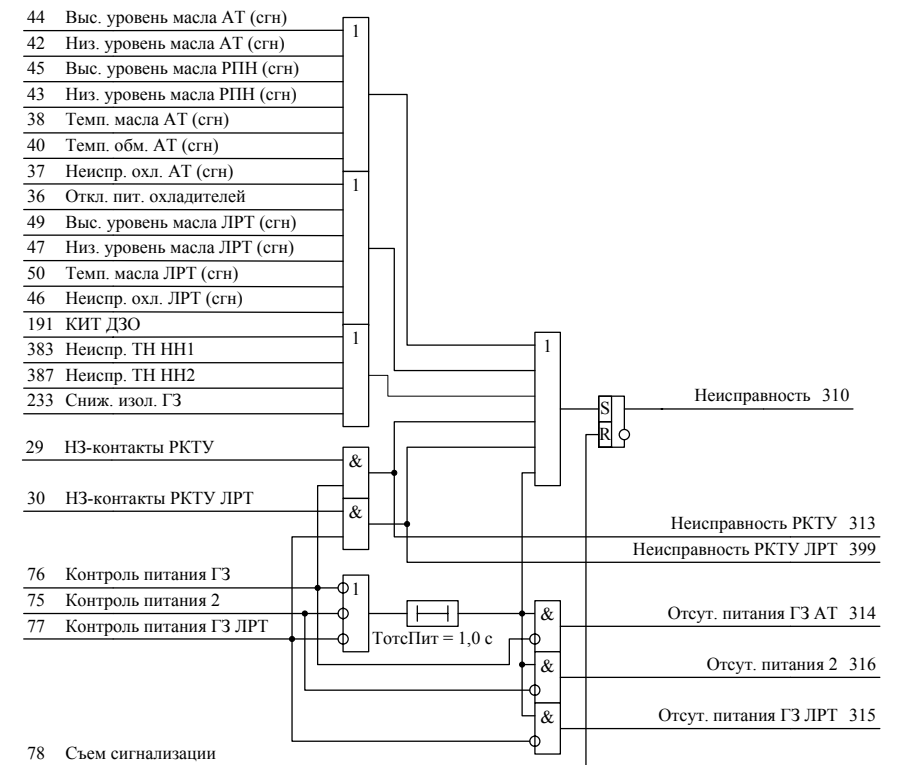 44 Выс. уровень масла АТ (сгн)
1
42 Низ. уровень масла АТ (сгн)
45 Выс. уровень масла РПН (сгн)
43 Низ. уровень масла РПН (сгн)
38 Темп. масла АТ (сгн)
40 Темп. обм. АТ (сгн)
37 Неиспр. охл. АТ (сгн)
1
36 Откл. пит. охладителей
49 Выс. уровень масла ЛРТ (сгн)
47 Низ. уровень масла ЛРТ (сгн)
50 Темп. масла ЛРТ (сгн)
46 Неиспр. охл. ЛРТ (сгн)
191 КИТ ДЗО
1
383 Неиспр. ТН НН1
1
387 Неиспр. ТН НН2
233 Сниж. изол. ГЗ
S
R
Неисправность 310
29 НЗ-контакты РКТУ
&
30 НЗ-контакты РКТУ ЛРТ
&
Неисправность РКТУ 313
Неисправность РКТУ ЛРТ 399
76 Контроль питания ГЗ
1
75 Контроль питания 2
77 Контроль питания ГЗ ЛРТ
ТотсПит = 1,0 с
&
Отсут. питания ГЗ АТ 314
&
Отсут. питания 2 316
&
Отсут. питания ГЗ ЛРТ 315
78 Съем сигнализации